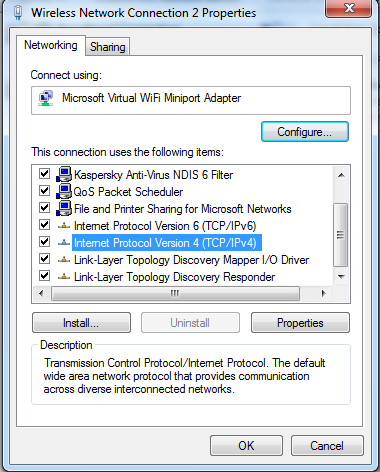 Wireless Network Connection 2 Properties
Networking
Sharing
Connect using:
Microsoft Virtual WiFi Miniport Adapter
Configure...
This connection uses the following items:
Kaspersky Anti-Virus NDIS 6 Filter
QoS Packet Scheduler
File and Printer Sharing for Microsoft Networks
Internet Protocol Version 6 (TCP/IPv6)
Internet Protocol Version 4 (TCP/IPv4)
Link-Layer Topology Discovery Mapper I/O Driver
Link-Layer Topology Discovery Responder
Install...
Uninstall
Properties
Description
Transmission Control Protocol/Internet Protocol. The default
wide area network protocol that provides communication
across diverse interconnected networks.
OK
Cancel